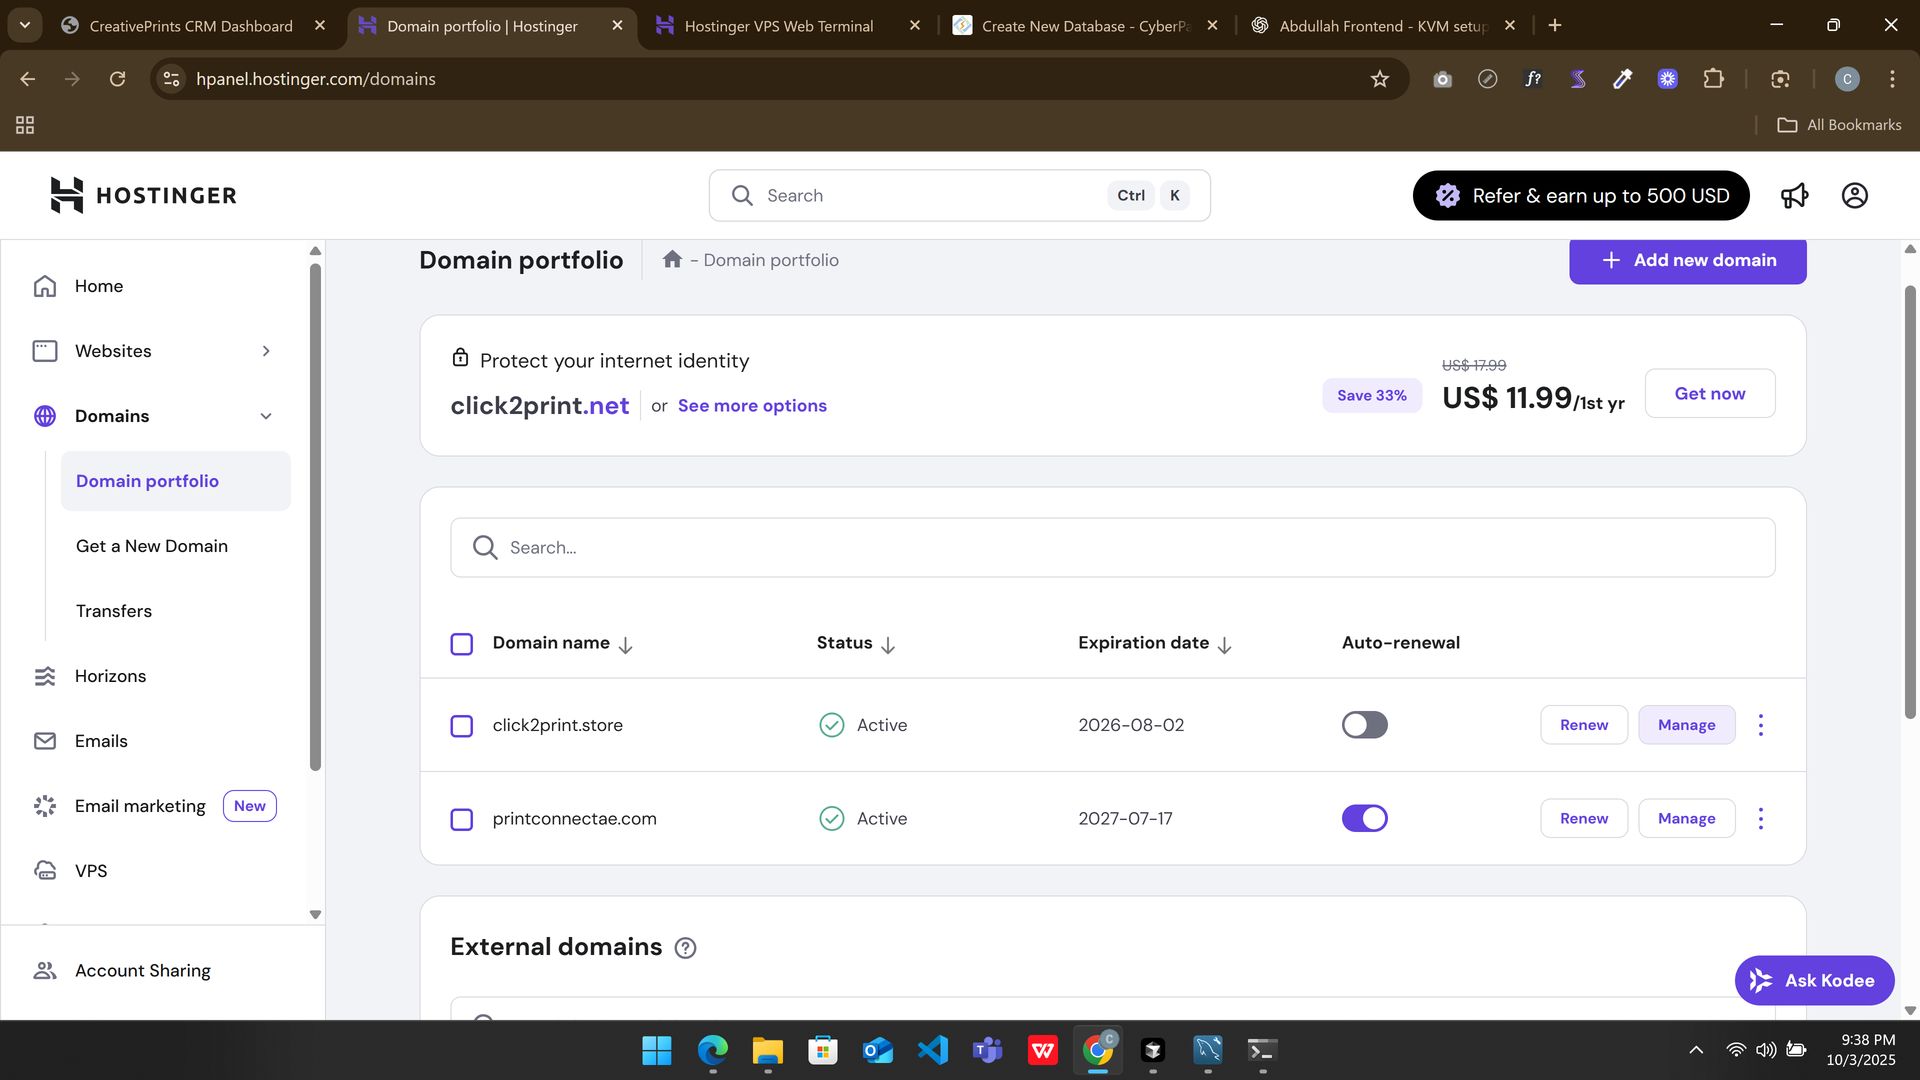 CreativePrints CRM Dashboard
Domain portfolio | Hostinger
Hostinger VPS Web Terminal
Create New Database - CyberPa
Abdullah Frontend - KVM setup
hpanel.hostinger.com/domains
f?
C
All Bookmarks
HOSTINGER
Search
Ctrl
K
Refer & earn up to 500 USD
Home
Websites
Domains
Domain portfolio
Get a New Domain
Transfers
Horizons
Emails
Email marketing
New
VPS
Account Sharing
Domain portfolio
- Domain portfolio
Add new domain
Protect your internet identity
click2print.net
or
See more options
Save 33%
US$ 17.99
US$ 11.99/1st yr
Get now
Search...
Domain name
Status
Expiration date
Auto-renewal
click2print.store
Active
2026-08-02
Renew
Manage
printconnectae.com
Active
2027-07-17
Renew
Manage
External domains
?
Ask Kodee
C
9:38 PM
10/3/2025